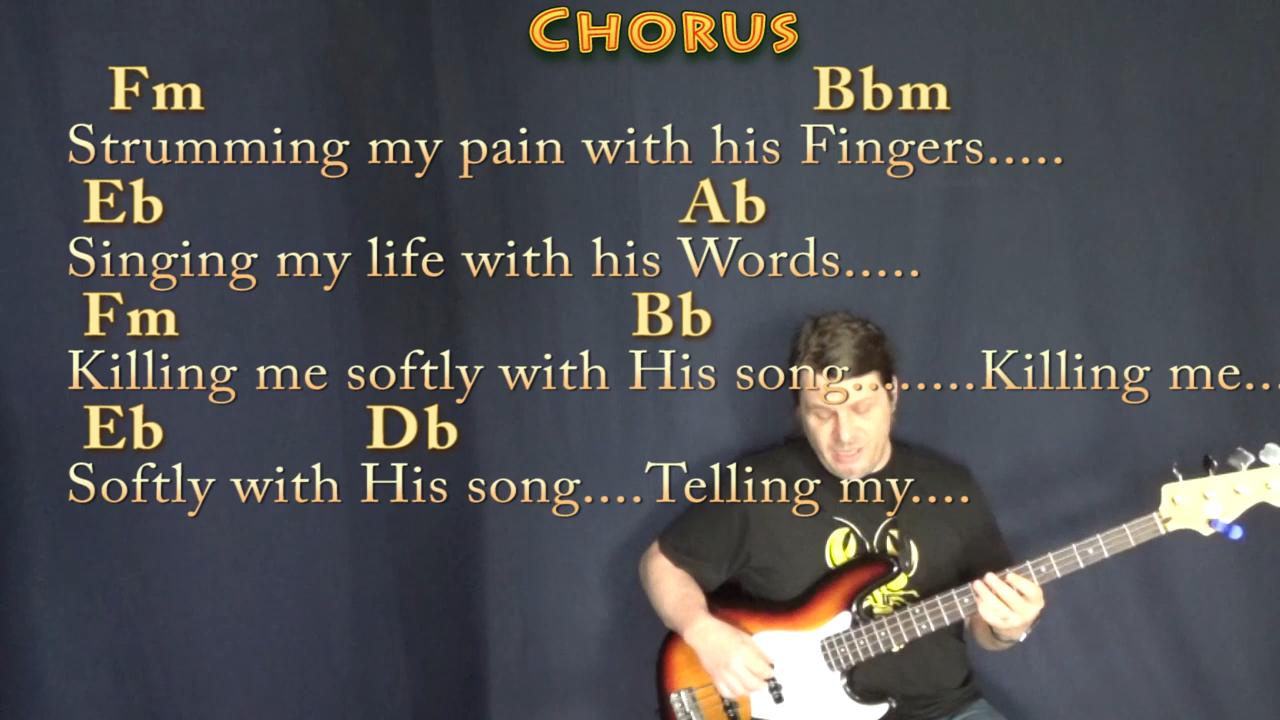 CHORUS
Fm Bbm
Strumming my pain with his Fingers.....
Eb Ab
Singing my life with his Words.....
Fm Bb
Killing me softly with His song........Killing me...
Eb Db
Softly with His song....Telling my....